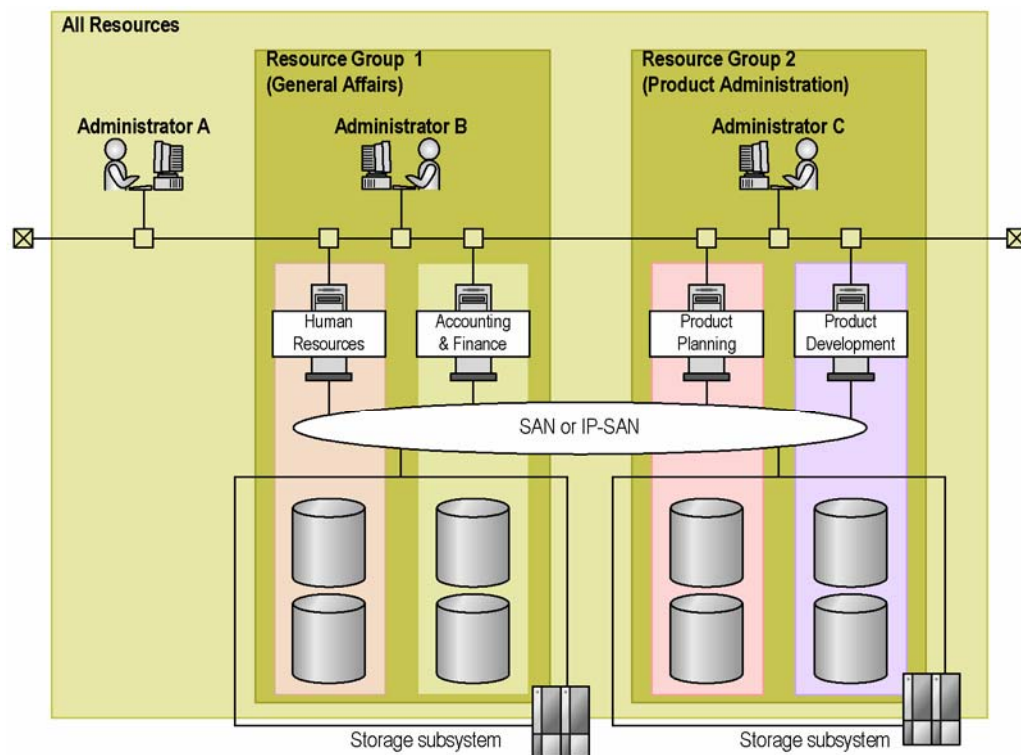 All Resources
Resource Group 1
(General Affairs)
Resource Group 2
(Product Administration)
Administrator A
Administrator B
Administrator C
Human
Resources
Accounting
& Finance
Product
Planning
Product
Development
SAN or IP-SAN
Storage subsystem
Storage subsystem